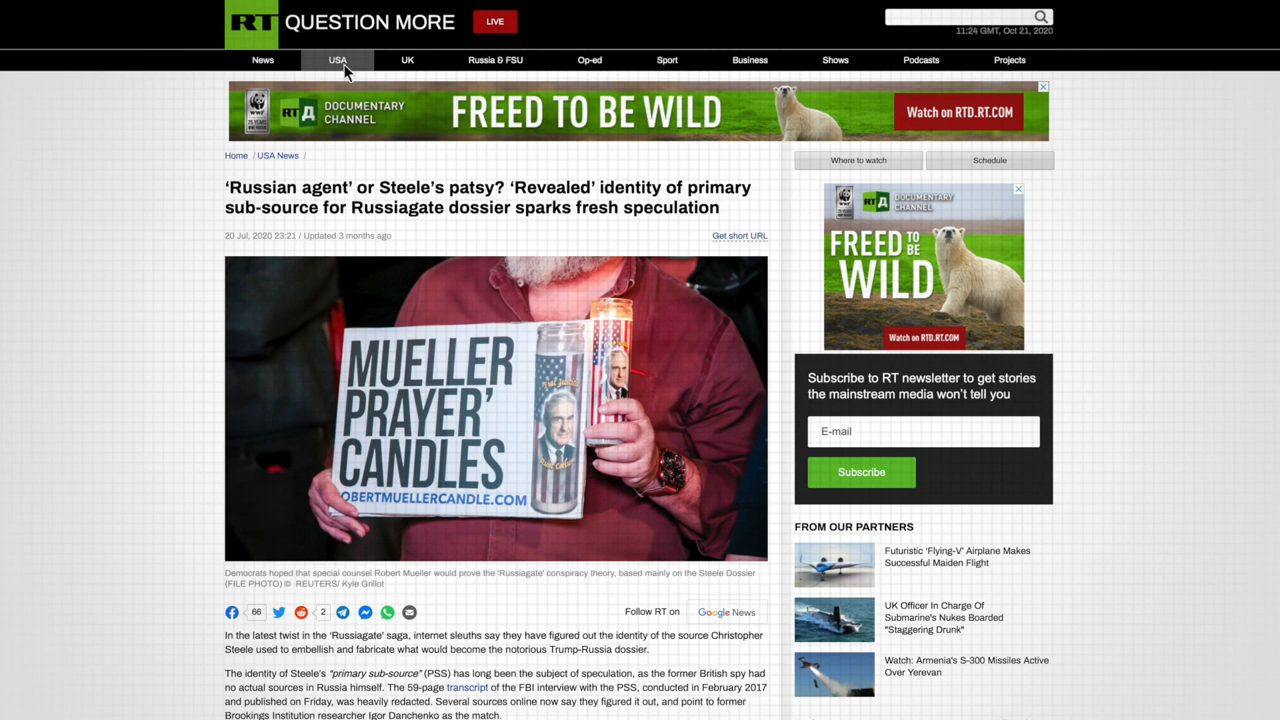 RT QUESTION MORE
LIVE
11:24 GMT, Oct 21, 2020
News
USA
UK
Russia & FSU
Op-ed
Sport
Business
Shows
Podcasts
Projects
WWF
RTД DOCUMENTARY CHANNEL
FREED TO BE WILD
Watch on RTD.RT.COM
Home / USA News /
‘Russian agent’ or Steele’s patsy? ‘Revealed’ identity of primary
sub-source for Russiagate dossier sparks fresh speculation
20 Jul, 2020 23:21 / Updated 3 months ago
Get short URL
MUELLER
PRAYER’
CANDLES
OBERTMUELLERCANDLE.COM
Democrats hoped that special counsel Robert Mueller would prove the 'Russiagate' conspiracy theory, based mainly on the Steele Dossier
(FILE PHOTO) © REUTERS/ Kyle Grillot
66
2
Follow RT on
Google News
In the latest twist in the ‘Russiagate’ saga, internet sleuths say they have figured out the identity of the source Christopher
Steele used to embellish and fabricate what would become the notorious Trump-Russia dossier.
The identity of Steele’s “primary sub-source” (PSS) has long been the subject of speculation, as the former British spy had
no actual sources in Russia himself. The 59-page transcript of the FBI interview with the PSS, conducted in February 2017
and published on Friday, was heavily redacted. Several sources online now say they figured it out, and point to former
Brookings Institution researcher Igor Danchenko as the match.
Where to watch
Schedule
WWF
RTД DOCUMENTARY
CHANNEL
FREED TO
BE
WILD
Watch on RTD.RT.COM
Subscribe to RT newsletter to get stories
the mainstream media won’t tell you
E-mail
Subscribe
FROM OUR PARTNERS
Futuristic ‘Flying-V’ Airplane Makes
Successful Maiden Flight
UK Officer In Charge Of
Submarine's Nukes Boarded
"Staggering Drunk"
Watch: Armenia's S-300 Missiles Active
Over Yerevan